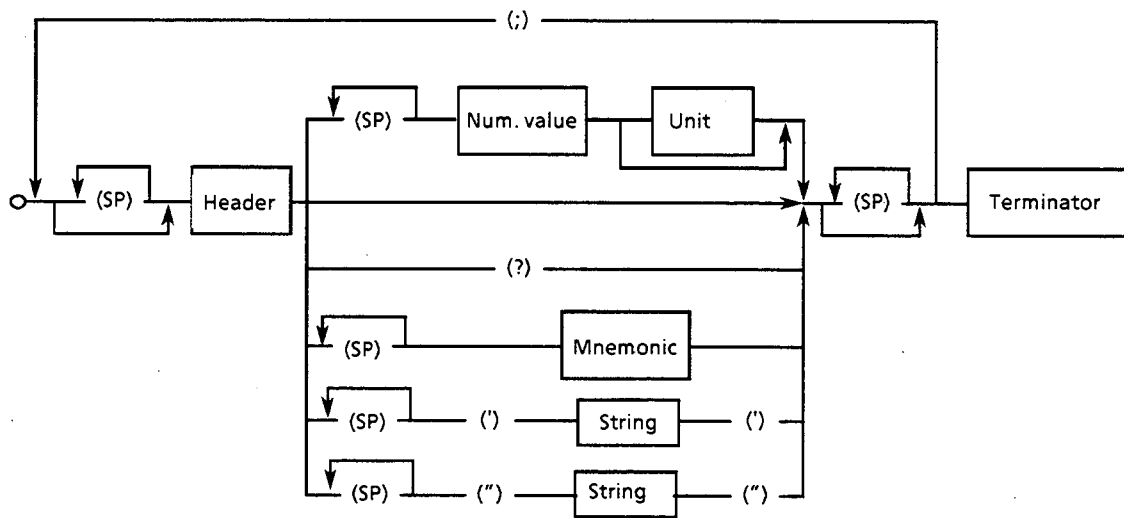 (;)
(SP) Num. value Unit
(SP) Header (SP) Terminator
(?)
(SP) Mnemonic
(SP) (') String (')
(SP) (") String (")